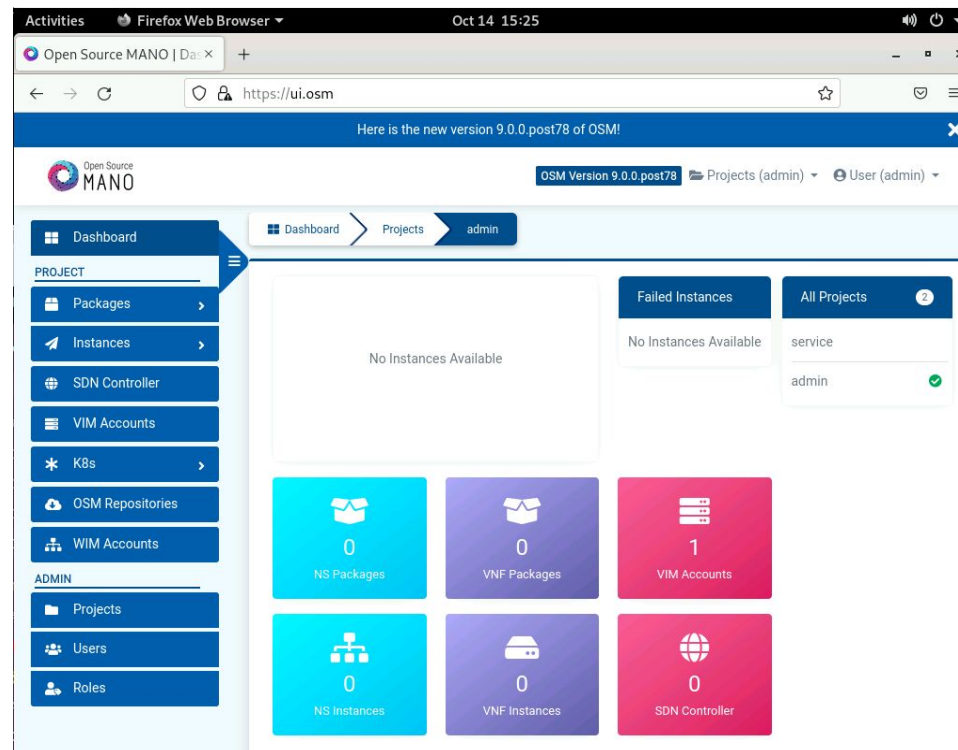 Activities Firefox Web Browser Oct 14 15:25
Open Source MANO | Das
https://ui.osm
Here is the new version 9.0.0.post78 of OSM!
Open Source
MANO
OSM Version 9.0.0.post78 Projects (admin) User (admin)
Dashboard
PROJECT
Packages
Instances
SDN Controller
VIM Accounts
K8s
OSM Repositories
WIM Accounts
ADMIN
Projects
Users
Roles
Dashboard Projects admin
No Instances Available
Failed Instances
No Instances Available
All Projects 2
service
admin
0
NS Packages
0
VNF Packages
1
VIM Accounts
0
NS Instances
0
VNF Instances
0
SDN Controller